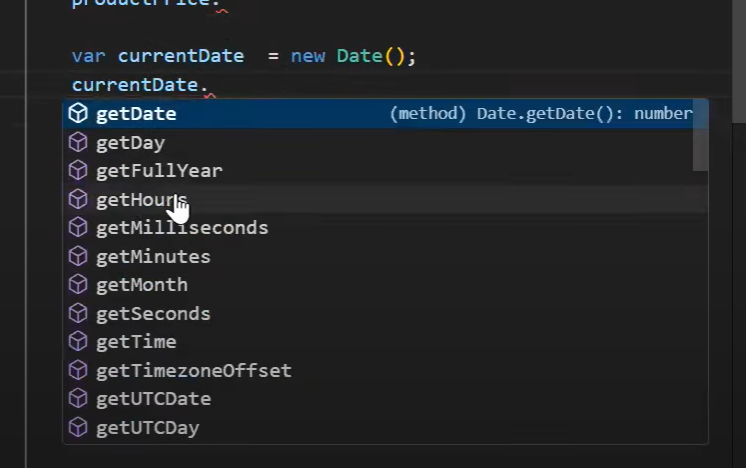 productPrice.
var currentDate  = new Date();
currentDate.
getDate (method) Date.getDate(): number
getDay
getFullYear
getHours
getMilliseconds
getMinutes
getMonth
getSeconds
getTime
getTimezoneOffset
getUTCDate
getUTCDay